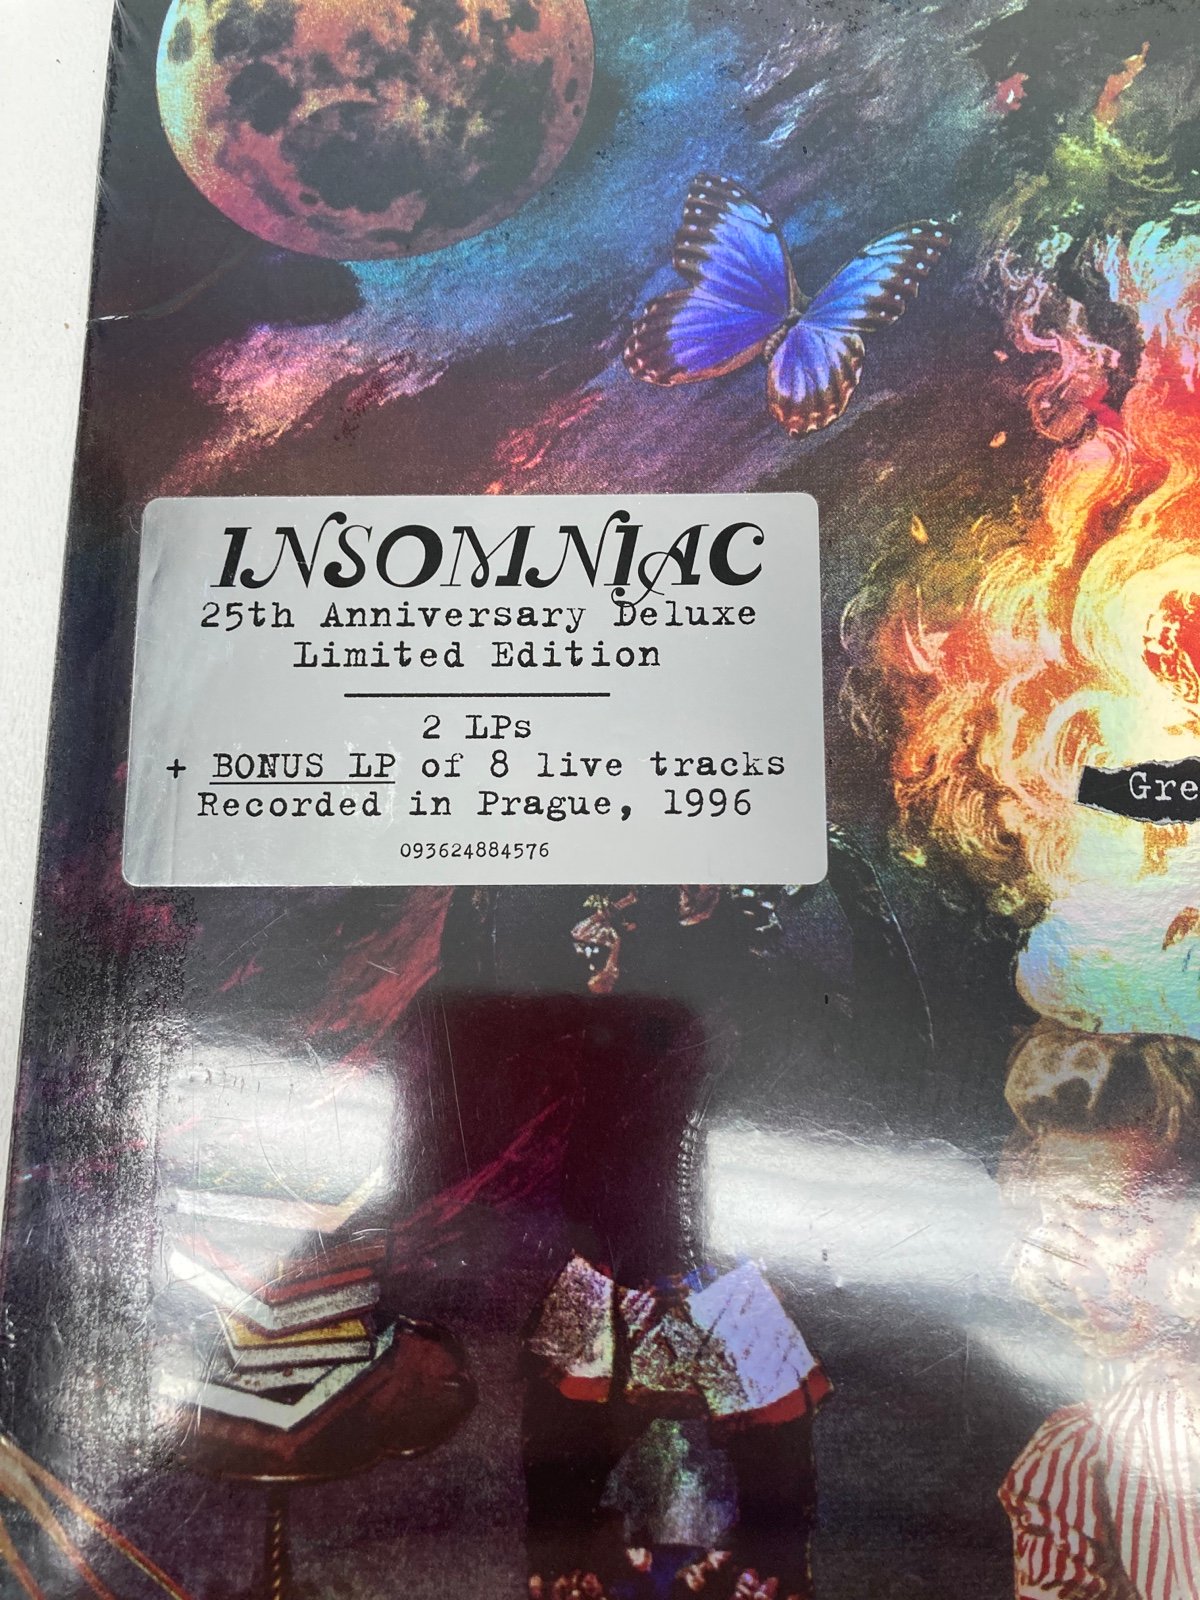 INSOMNIAC
25th Anniversary Deluxe
Limited Edition
2 LPs
+ BONUS LP of 8 live tracks
Recorded in Prague, 1996
093624884576
Gre